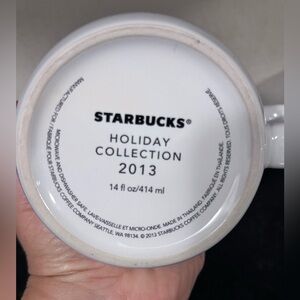 STARBUCKS®
HOLIDAY
COLLECTION
2013
14 fl oz/414 ml
MANUFACTURED FOR / FABRIQUÉ POUR STARBUCKS COFFEE COMPANY SEATTLE, WA 98134. © 2013 STARBUCKS COFFEE COMPANY. ALL RIGHTS RESERVED. TOUT DROITS RÉSERVÉ.
MICROWAVE AND DISHWASHER SAFE. LAVE-VAISSELLE ET MICRO-ONDE. MADE IN THAILAND. FABRIQUÉ EN THAÏLANDE.